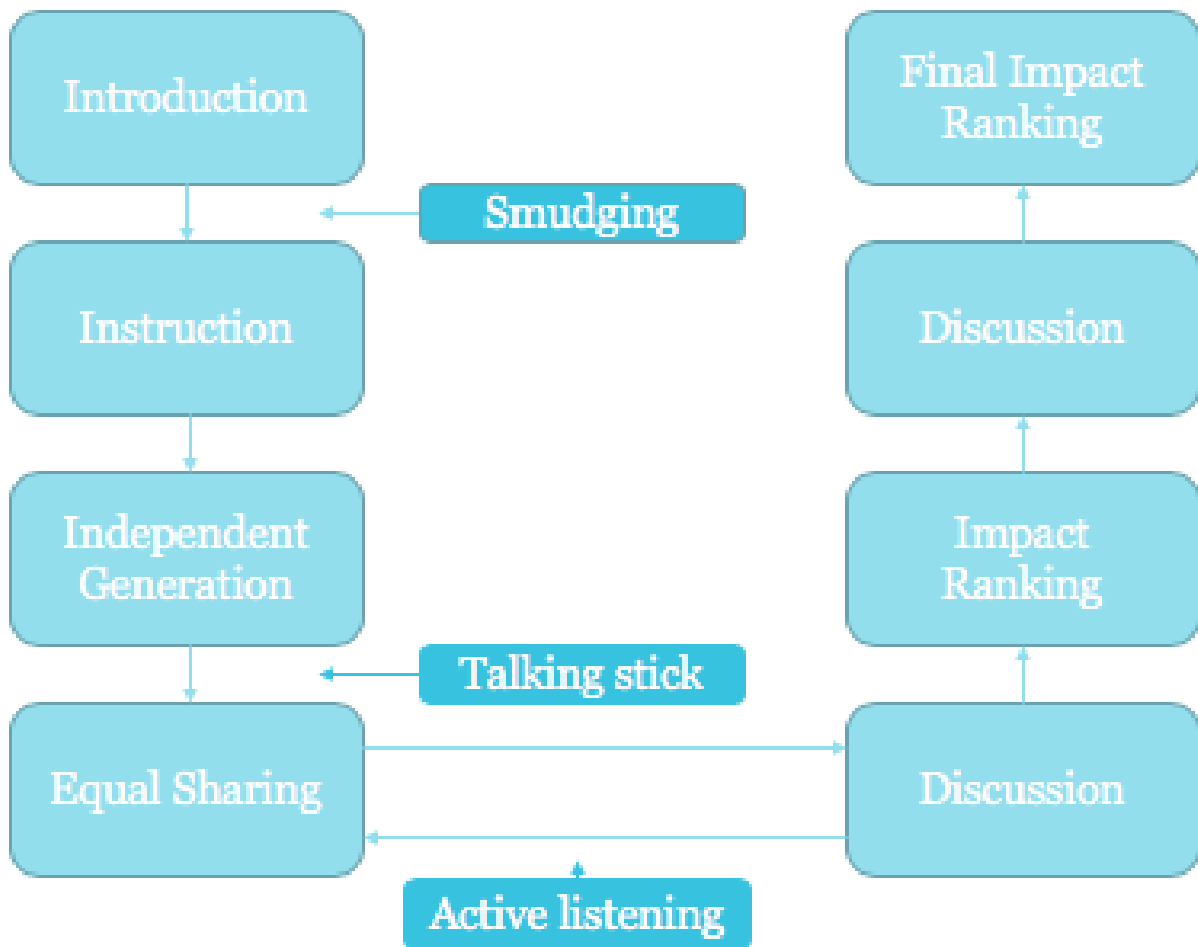 Introduction
Smudging
Instruction
Independent
Generation
Talking stick
Equal Sharing
Active listening
Discussion
Impact
Ranking
Discussion
Final Impact
Ranking